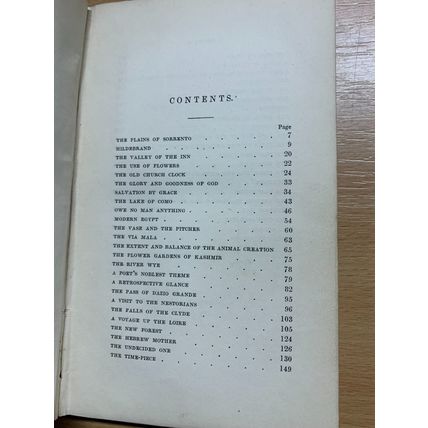 CONTENTS.
Page
THE PLAINS OF SORRENTO . . . . . . 7
HILDEBRAND . . . . . . . 9
THE VALLEY OF THE INN . . . . . . 20
THE USE OF FLOWERS . . . . . . 22
THE OLD CHURCH CLOCK . . . . . . 24
THE GLORY AND GOODNESS OF GOD . . . . 33
SALVATION BY GRACE . . . . . . 34
THE LAKE OF COMO . . . . . . 43
OWE NO MAN ANYTHING . . . . . . 46
MODERN EGYPT . . . . . . . 54
THE VASE AND THE PITCHER . . . . . 60
THE VIA MALA . . . . . . . 63
THE EXTENT AND BALANCE OF THE ANIMAL CREATION 65
THE FLOWER GARDENS OF KASHMIR . . . . 75
THE RIVER WYE . . . . . . . 78
A POET'S NOBLEST THEME . . . . . . 79
A RETROSPECTIVE GLANCE . . . . . . 82
THE PASS OF DAZIO GRANDE . . . . . 95
A VISIT TO THE NESTORIANS . . . . . 96
THE FALLS OF THE CLYDE . . . . . . 103
A VOYAGE UP THE LOIRE . . . . . . 105
THE NEW FOREST . . . . . . . 124
THE HEBREW MOTHER . . . . . . 126
THE UNDECIDED ONE . . . . . . 130
THE TIME-PIECE . . . . . . . 149